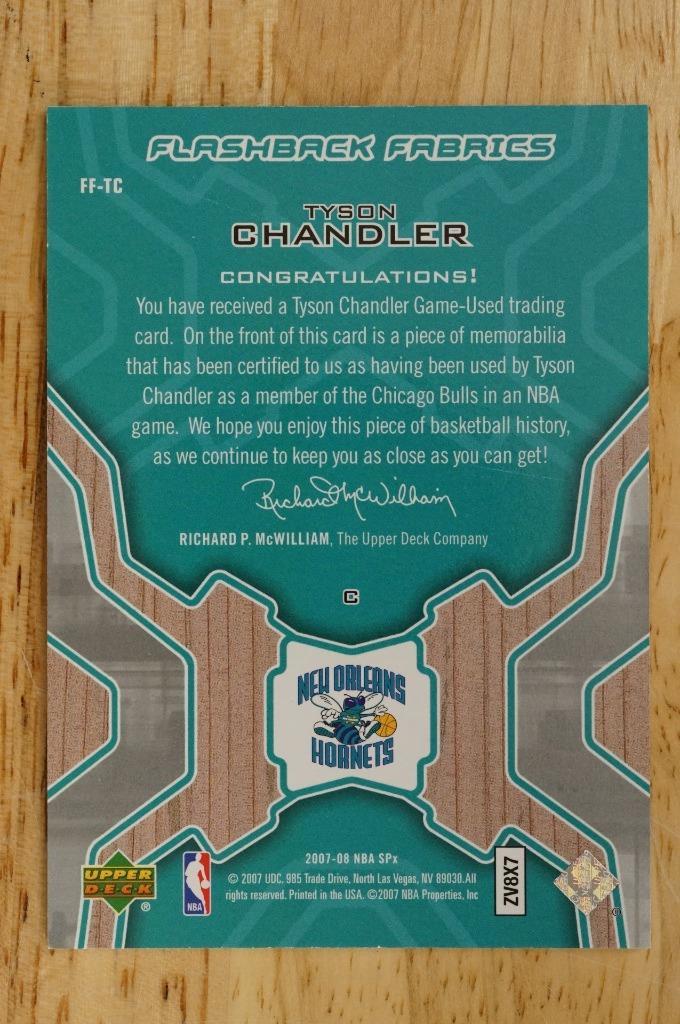 FLASHBACK FABRICS
FF-TC
TYSON
CHANDLER
CONGRATULATIONS!
You have received a Tyson Chandler Game-Used trading
card. On the front of this card is a piece of memorabilia
that has been certified to us as having been used by Tyson
Chandler as a member of the Chicago Bulls in an NBA
game. We hope you enjoy this piece of basketball history,
as we continue to keep you as close as you can get!
Richard P. McWilliam
RICHARD P. McWILLIAM, The Upper Deck Company
C
NEW ORLEANS
HORNETS
2007-08 NBA SPx
© 2007 UDC, 985 Trade Drive, North Las Vegas, NV 89030.All
rights reserved. Printed in the USA. ©2007 NBA Properties, Inc
UPPER
DECK
®
NBA
ZV8X7